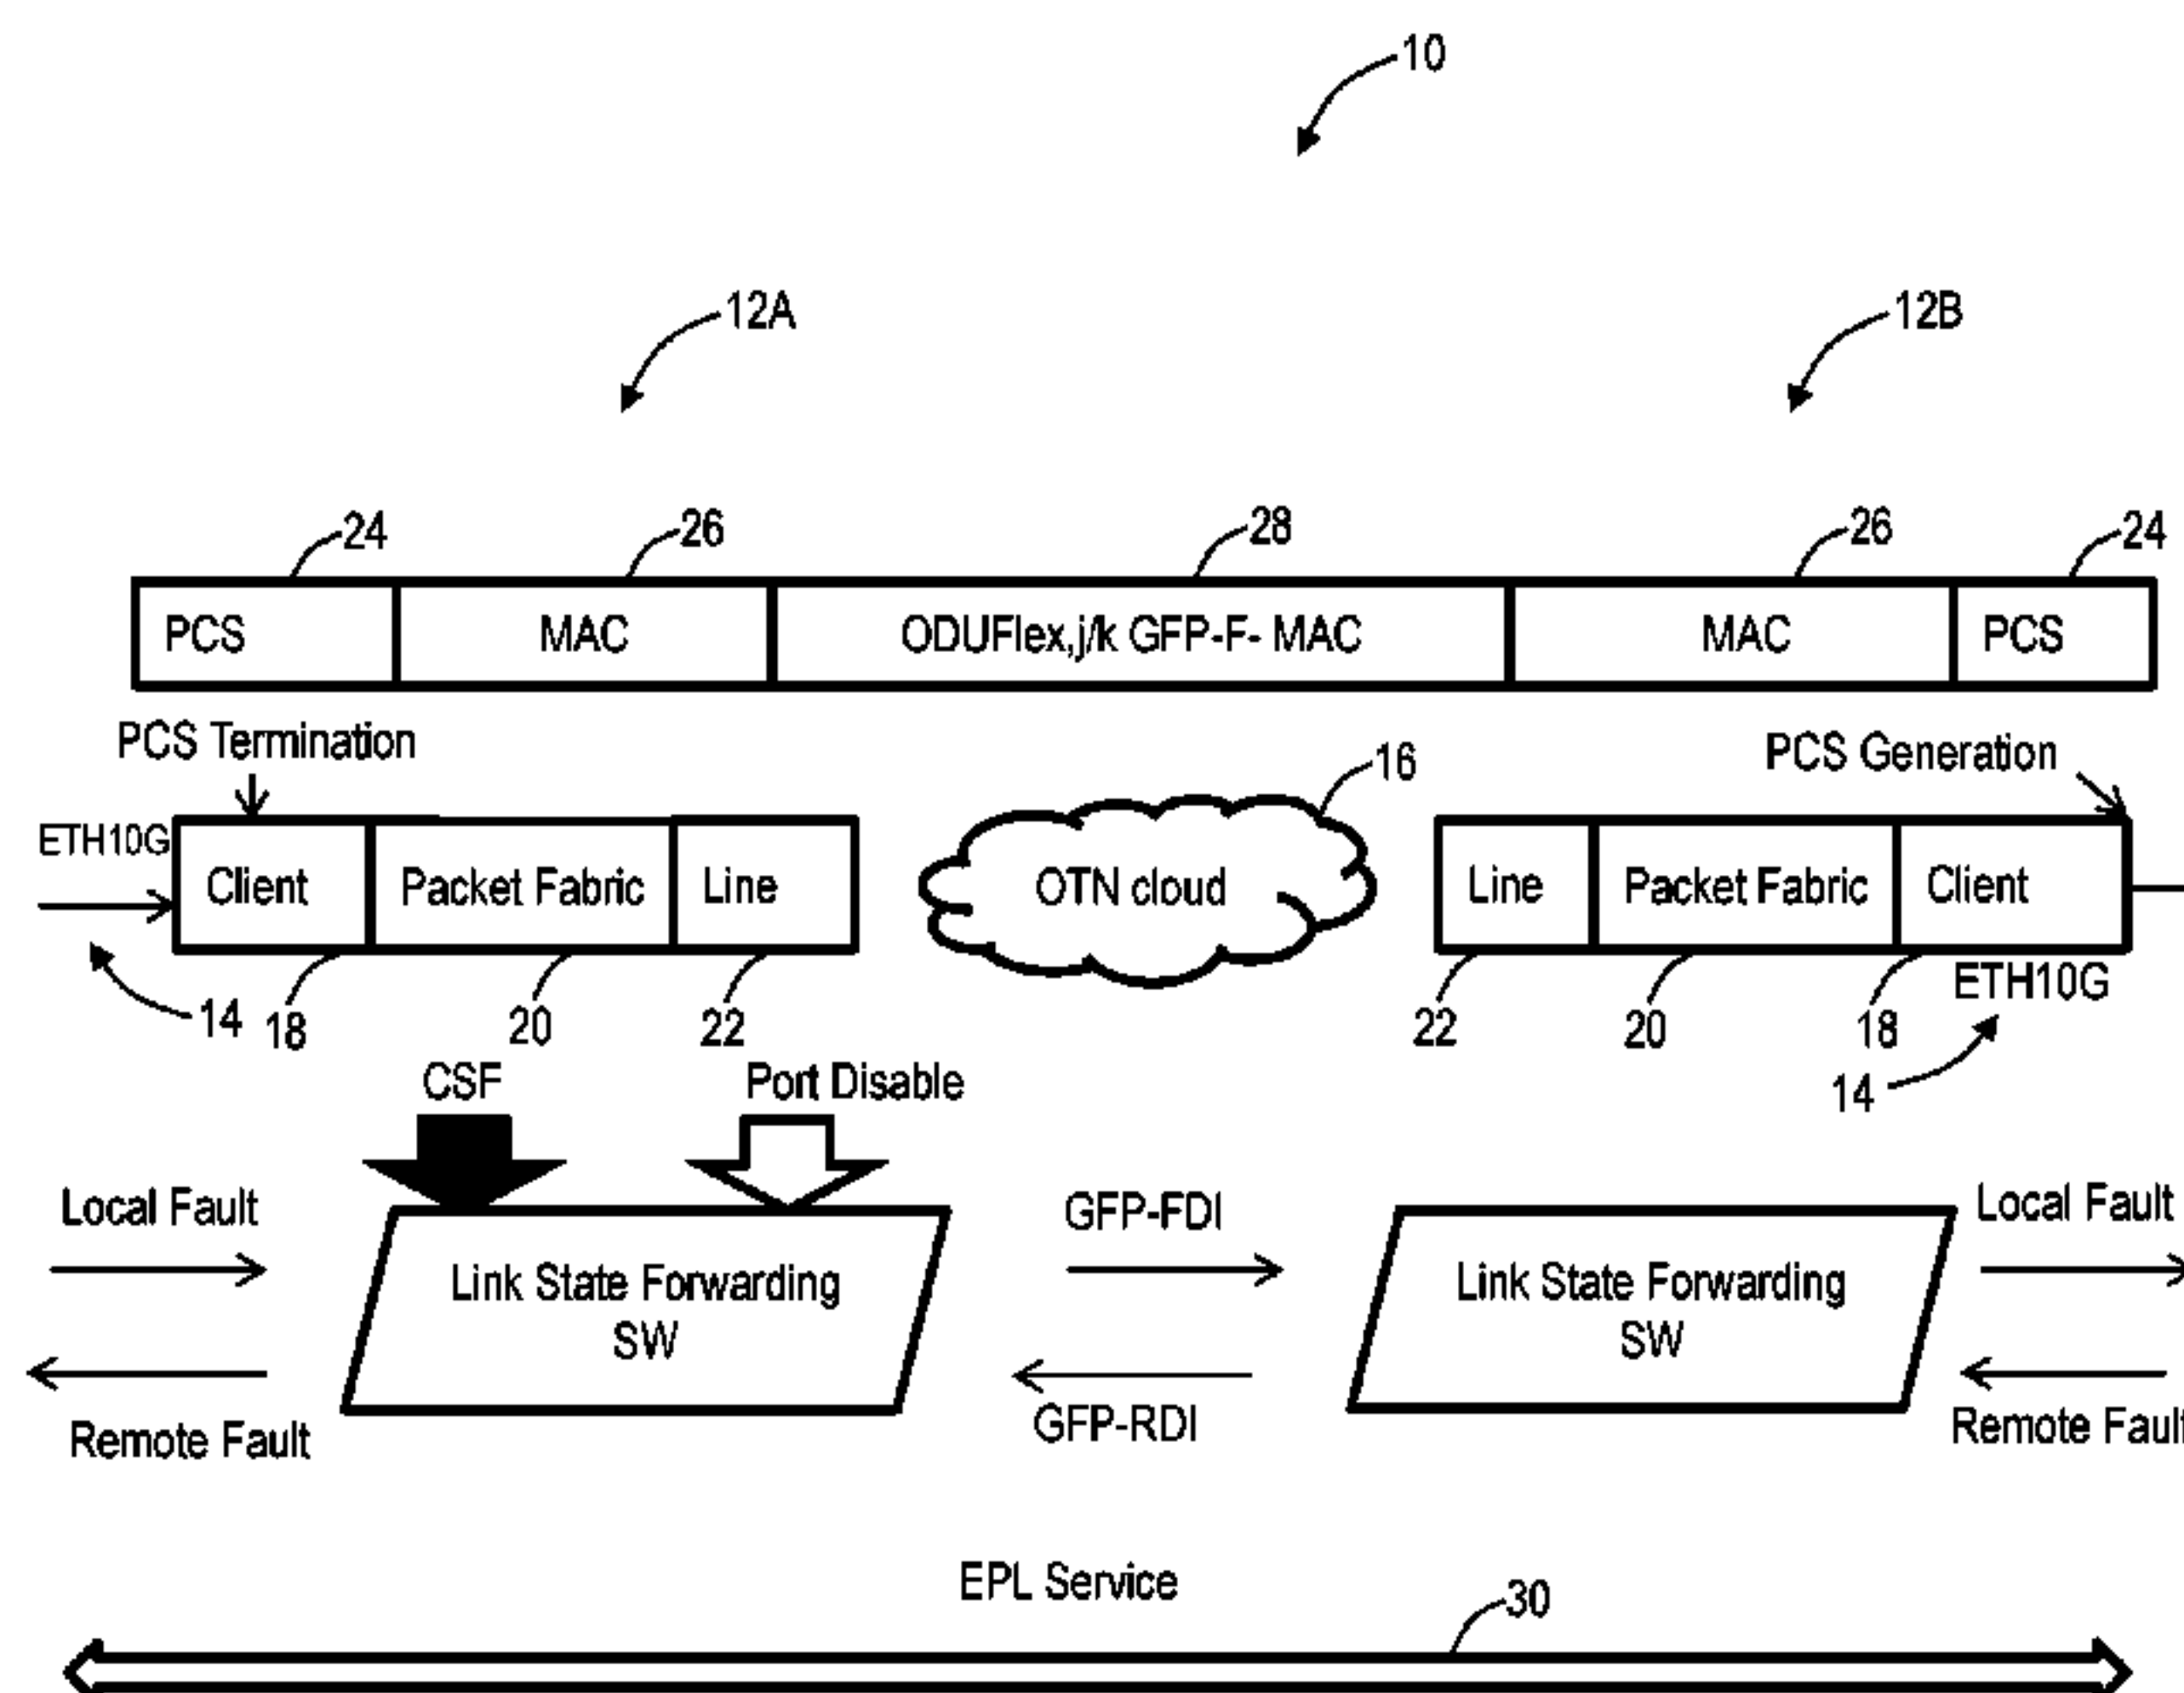 10
12A
12B
24
26
28
26
24
PCS
MAC
ODUFlex,j/k GFP-F- MAC
MAC
PCS
PCS Termination
16
PCS Generation
ETH10G
Client
Packet Fabric
Line
OTN cloud
Line
Packet Fabric
Client
ETH10G
14
18
20
22
22
20
18
14
CSF
Port Disable
Local Fault
GFP-FDI
Local Fault
Link State Forwarding
SW
Link State Forwarding
SW
Remote Fault
GFP-RDI
Remote Fault
EPL Service
30